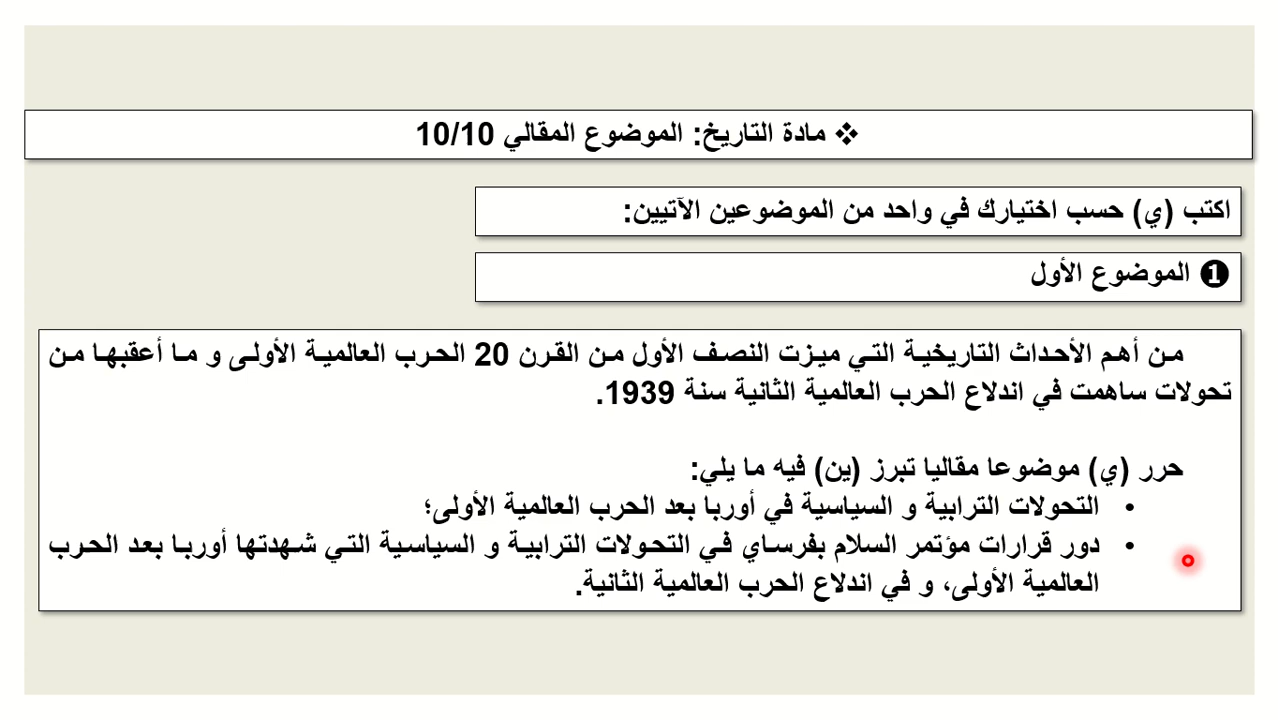 ❖ مادة التاريخ: الموضوع المقالي 10/10
اكتب (ي) حسب اختيارك في واحد من الموضوعين الآتيين:
❶ الموضوع الأول
من أهم الأحداث التاريخية التي ميزت النصف الأول من القرن 20 الحرب العالمية الأولى و ما أعقبها من
تحولات ساهمت في اندلاع الحرب العالمية الثانية سنة 1939.
حرر (ي) موضوعا مقاليا تبرز (ين) فيه ما يلي:
• التحولات الترابية و السياسية في أوربا بعد الحرب العالمية الأولى؛
• دور قرارات مؤتمر السلام بفرساي في التحولات الترابية و السياسية التي شهدتها أوربا بعد الحرب
العالمية الأولى، و في اندلاع الحرب العالمية الثانية.